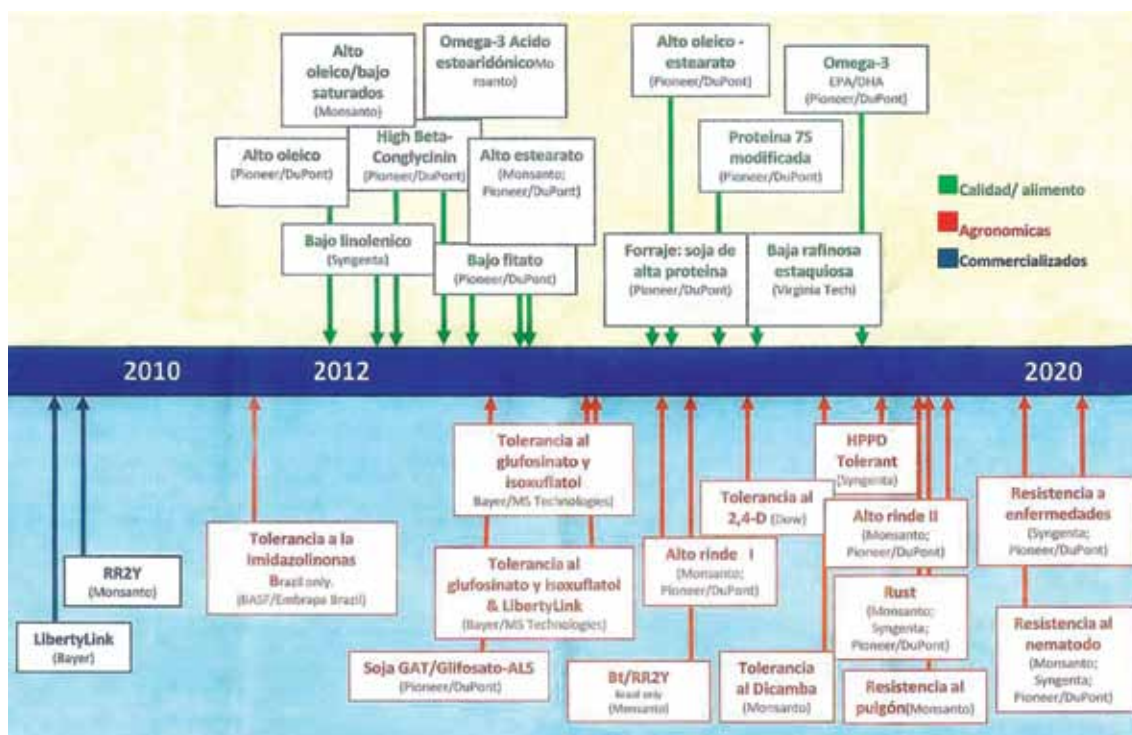 Alto
oleico/bajo
saturados
(Monsanto)
Omega-3 Acido
estearidónicoMo
nsanto)
Alto oleico -
estearato
(Pioneer/DuPont)
Omega-3
EPA/DHA
(Pioneer/DuPont)
Alto oleico
(Pioneer/DuPont)
High Beta-
Conglycinin
(Pioneer/DuPont)
Alto estearato
(Monsanto;
Pioneer/DuPont)
Proteina 7S
modificada
(Pioneer/DuPont)
Bajo linolenico
(Syngenta)
Bajo fitato
(Pioneer/DuPont)
Forraje: soja de
alta proteina
(Pioneer/DuPont)
Baja rafinosa
estaquiosa
(Virginia Tech)
Calidad/ alimento
Agronomicas
Commercializados
2010
2012
2020
LibertyLink
(Bayer)
RR2Y
(Monsanto)
Tolerancia a la
imidazolinonas
Brazil only.
(BASF/Embrapa Brazil)
Tolerancia al
glufosinato y
isoxuflatol
Bayer/MS Technologies)
Tolerancia al
glufosinato y isoxuflatol
& LibertyLink
(Bayer/MS Technologies)
Soja GAT/Glifosato-ALS
(Pioneer/DuPont)
Bt/RR2Y
Brasil only
(Monsanto)
Alto rinde I
(Monsanto;
Pioneer/DuPont)
Tolerancia al
2,4-D (Dow)
Tolerancia
al Dicamba
(Monsanto)
HPPD
Tolerant
(Syngenta)
Alto rinde II
(Monsanto;
Pioneer/DuPont)
Rust
(Monsanto;
Syngenta;
Pioneer/DuPont)
Resistencia al
pulgón(Monsanto)
Resistencia a
enfermedades
(Syngenta;
Pioneer/DuPont)
Resistencia al
nematodo
(Monsanto;
Syngenta;
Pioneer/DuPont)